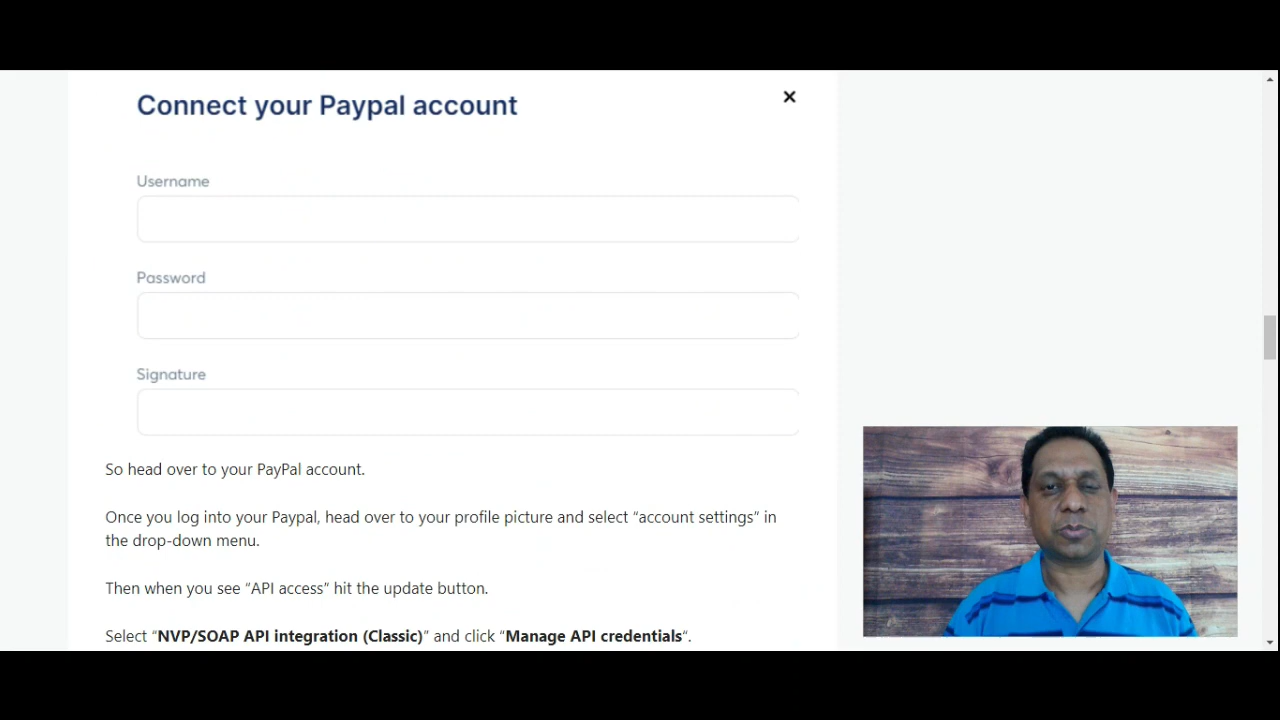 Connect your Paypal account
Username
Password
Signature
So head over to your PayPal account.
Once you log into your Paypal, head over to your profile picture and select “account settings” in
the drop-down menu.
Then when you see “API access” hit the update button.
Select “NVP/SOAP API integration (Classic)” and click “Manage API credentials“.